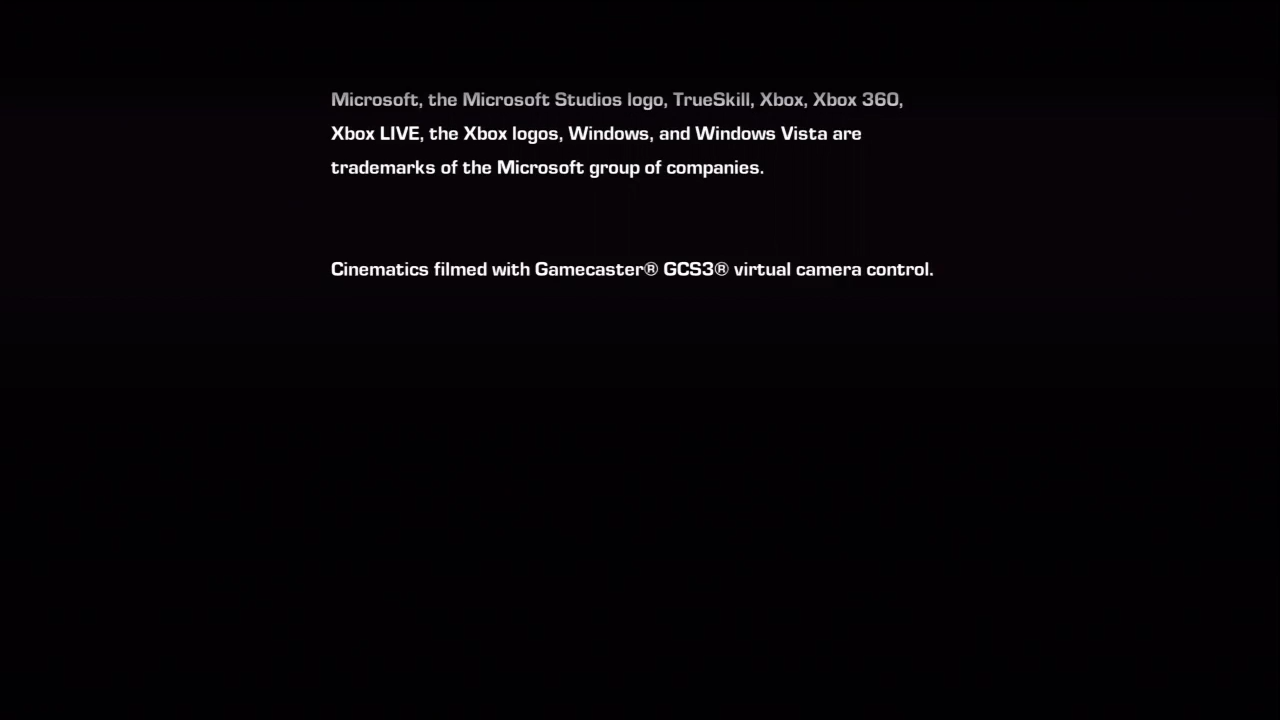 Microsoft, the Microsoft Studios logo, TrueSkill, Xbox, Xbox 360,
Xbox LIVE, the Xbox logos, Windows, and Windows Vista are
trademarks of the Microsoft group of companies.
Cinematics filmed with Gamecaster® GCS3® virtual camera control.